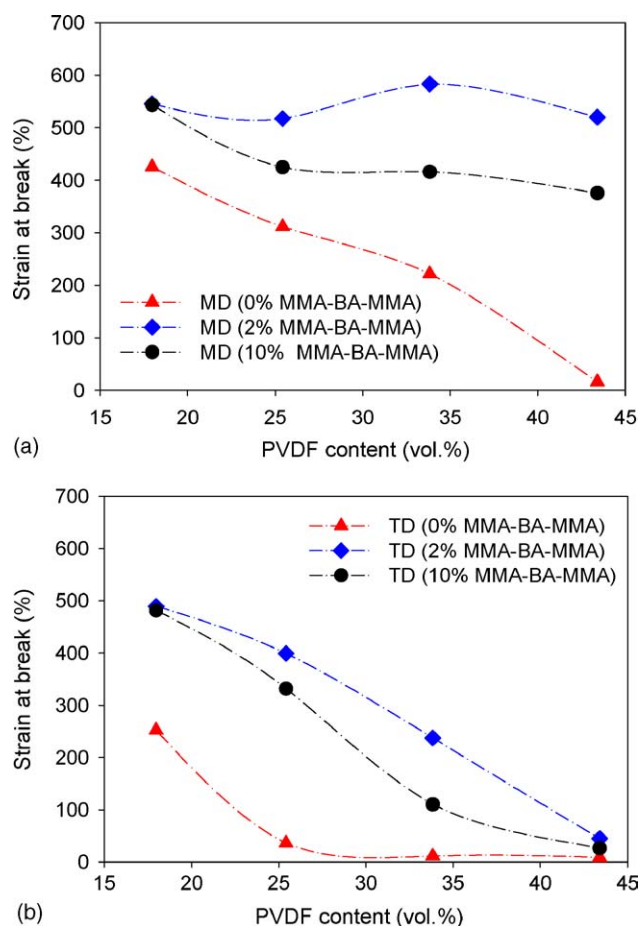 700
600
500
400
300
200
100
0
Strain at break (%)
MD (0% MMA-BA-MMA)
MD (2% MMA-BA-MMA)
MD (10% MMA-BA-MMA)
15 20 25 30 35 40 45
(a)
PVDF content (vol.%)
700
600
500
400
300
200
100
0
Strain at break (%)
TD (0% MMA-BA-MMA)
TD (2% MMA-BA-MMA)
TD (10% MMA-BA-MMA)
15 20 25 30 35 40 45
(b)
PVDF content (vol.%)